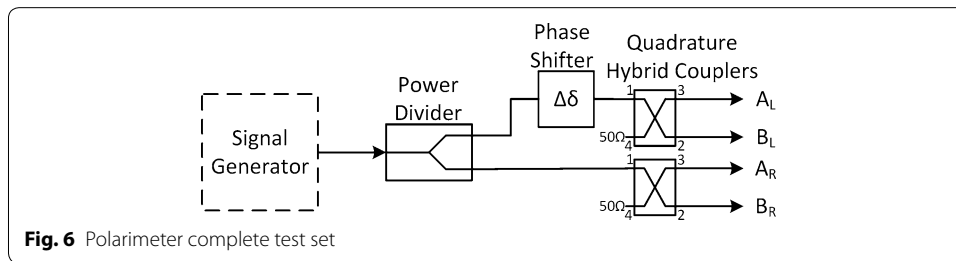 Phase
Shifter
Quadrature
Hybrid Couplers
Power
Divider
Signal
Generator
Δδ
1
3
A_L
50Ω
4
2
B_L
1
3
A_R
50Ω
4
2
B_R
Fig. 6 Polarimeter complete test set